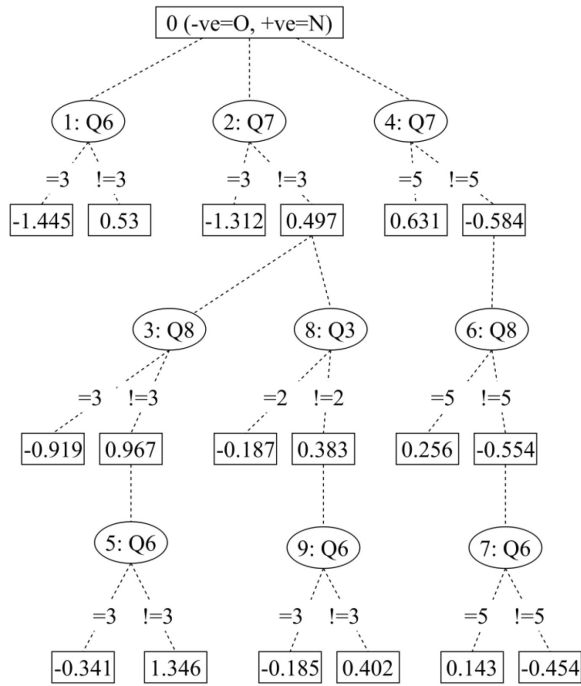 0 (-ve=O, +ve=N)
1: Q6 2: Q7 4: Q7
=3 !=3 =3 !=3 =5 !=5
-1.445 0.53 -1.312 0.497 0.631 -0.584
3: Q8 8: Q3 6: Q8
=3 !=3 =2 !=2 =5 !=5
-0.919 0.967 -0.187 0.383 0.256 -0.554
5: Q6 9: Q6 7: Q6
=3 !=3 =3 !=3 =5 !=5
-0.341 1.346 -0.185 0.402 0.143 -0.454